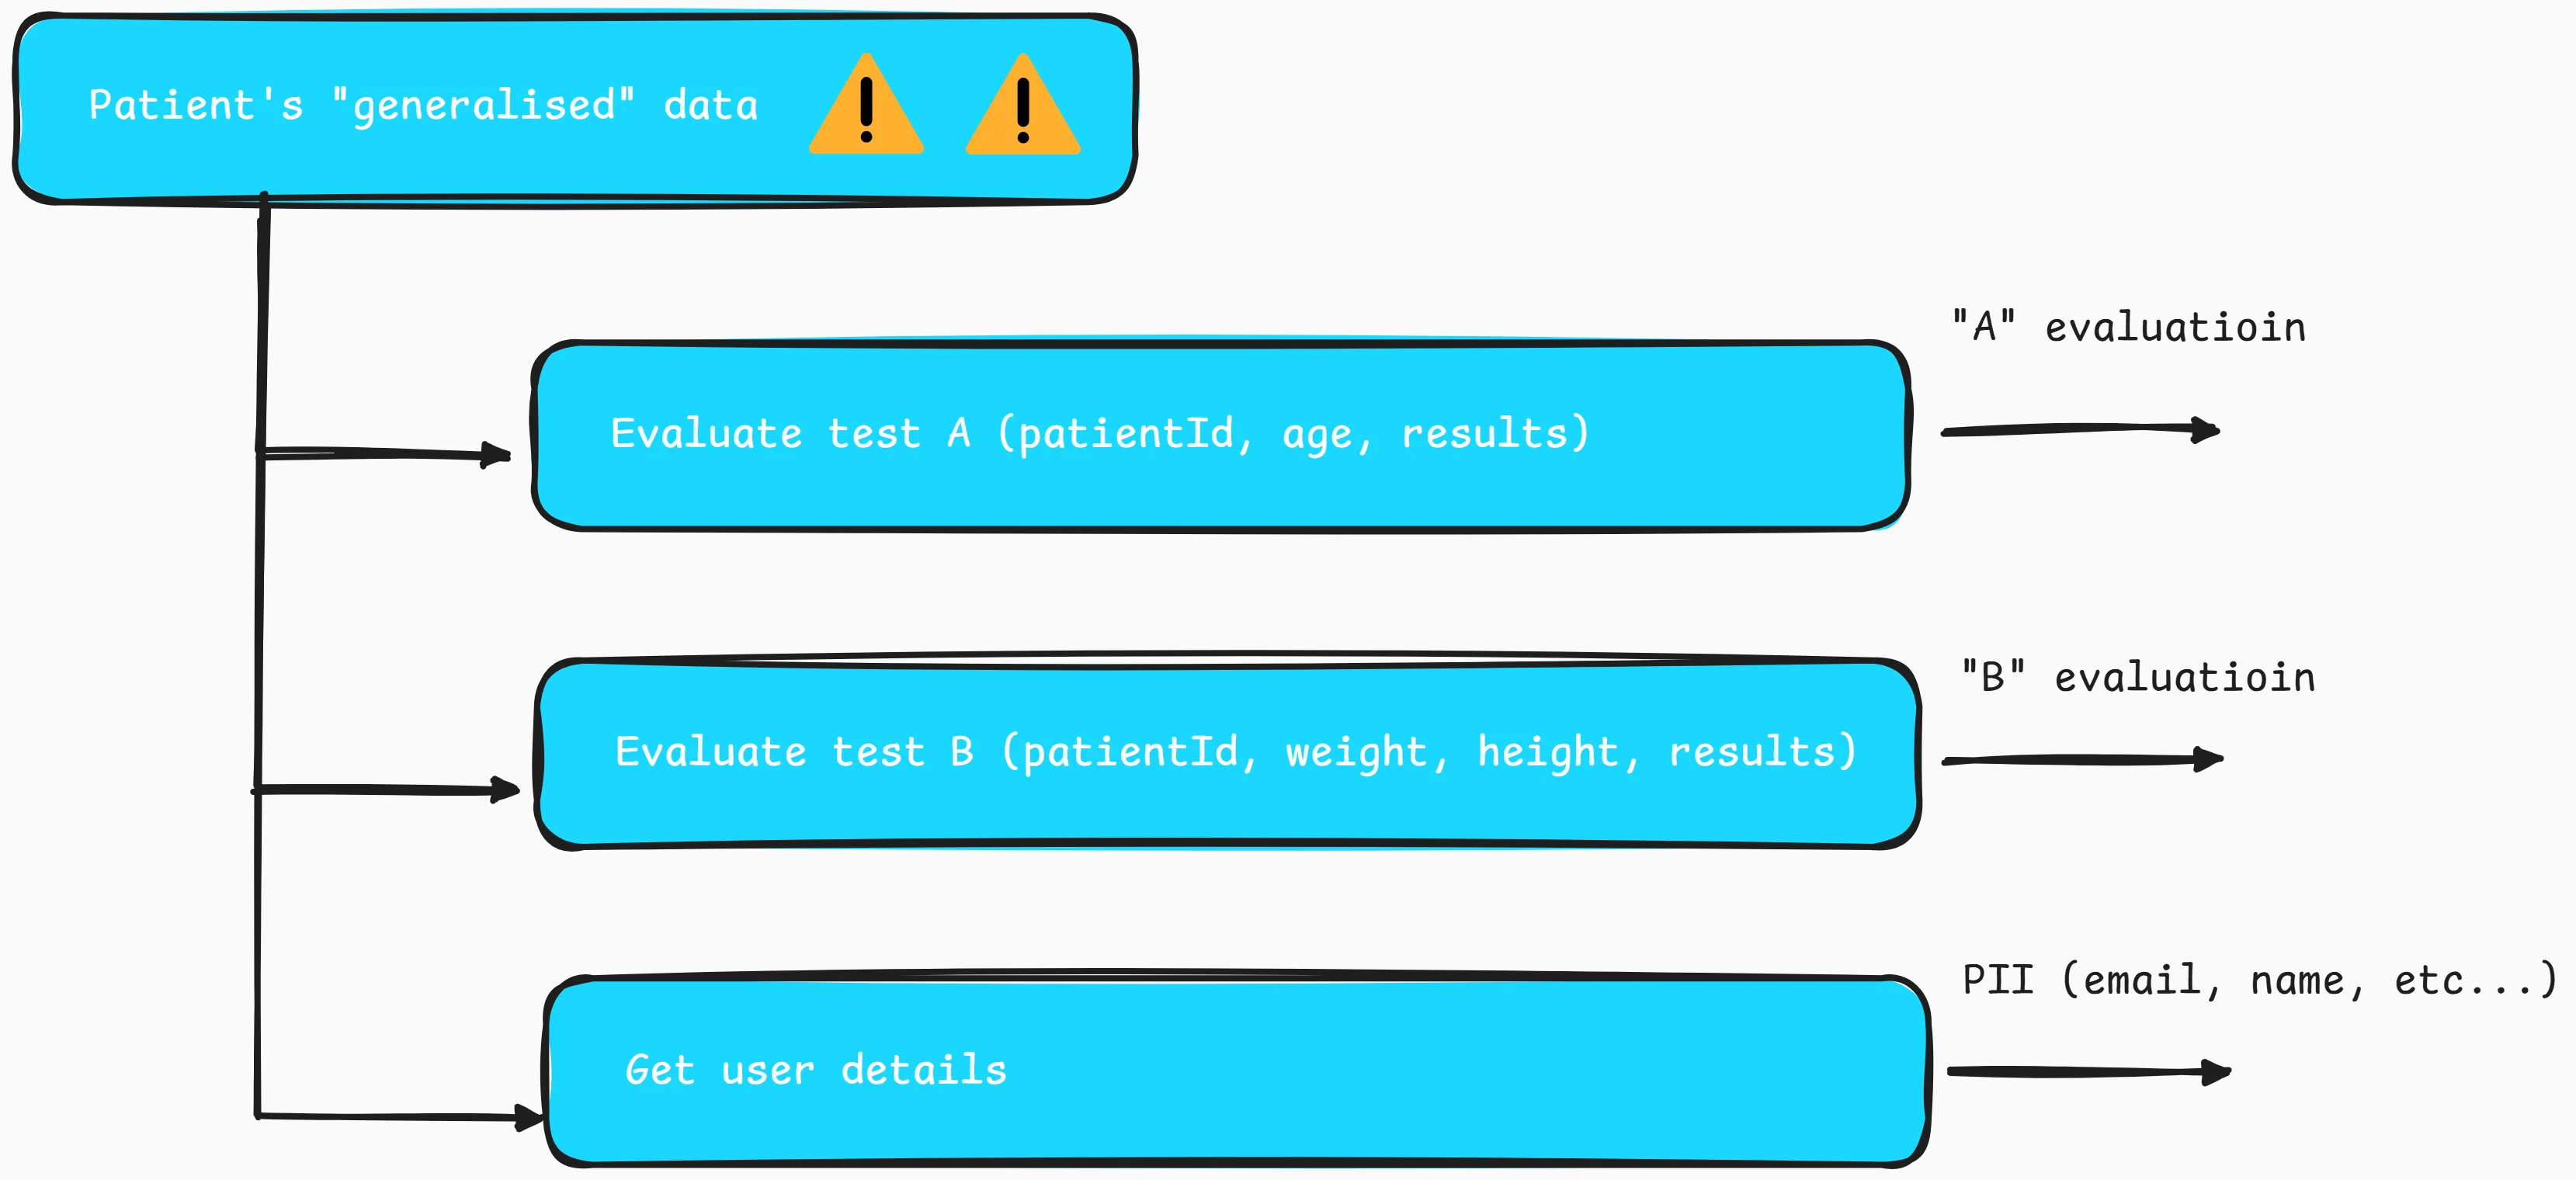 Patient's "generalised" data
"A" evaluatioin
Evaluate test A (patientId, age, results)
"B" evaluatioin
Evaluate test B (patientId, weight, height, results)
PII (email, name, etc...)
Get user details